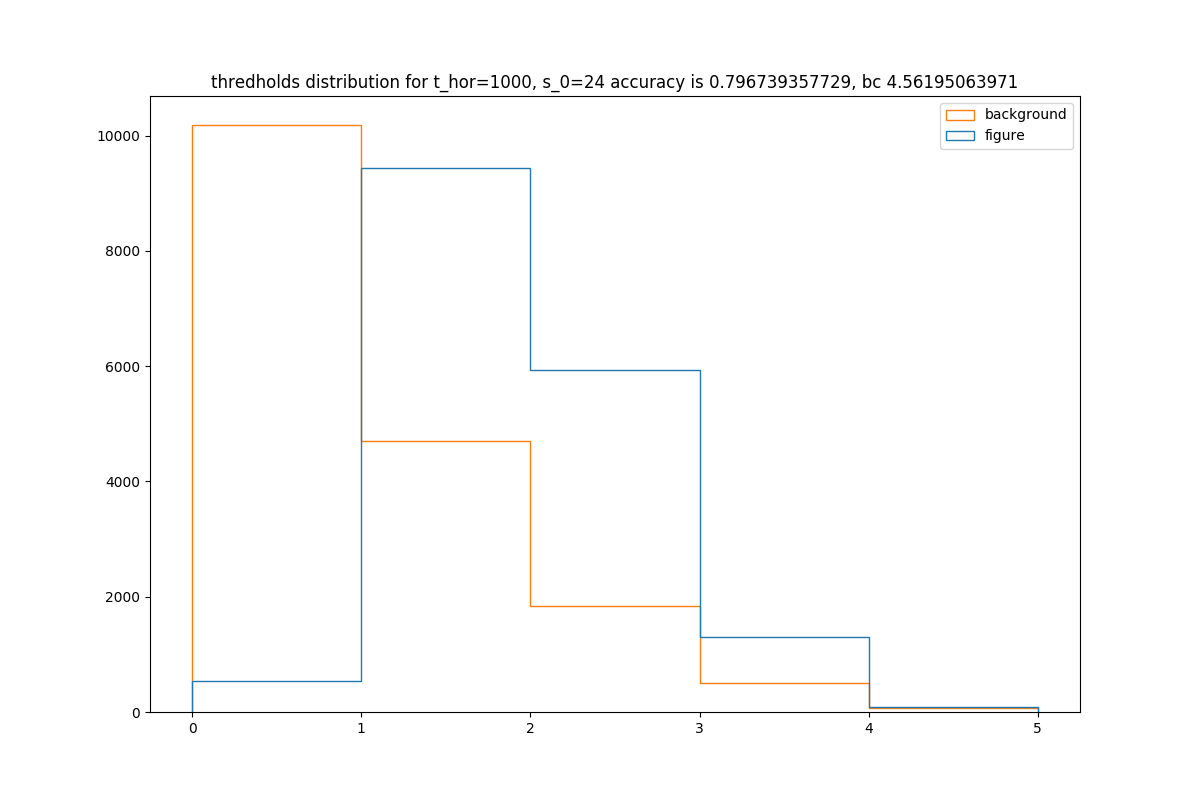 thredholds distribution for t_hor=1000, s_0=24 accuracy is 0.796739357729, bc 4.56195063971
background
figure
10000
8000
6000
4000
2000
0
0 1 2 3 4 5